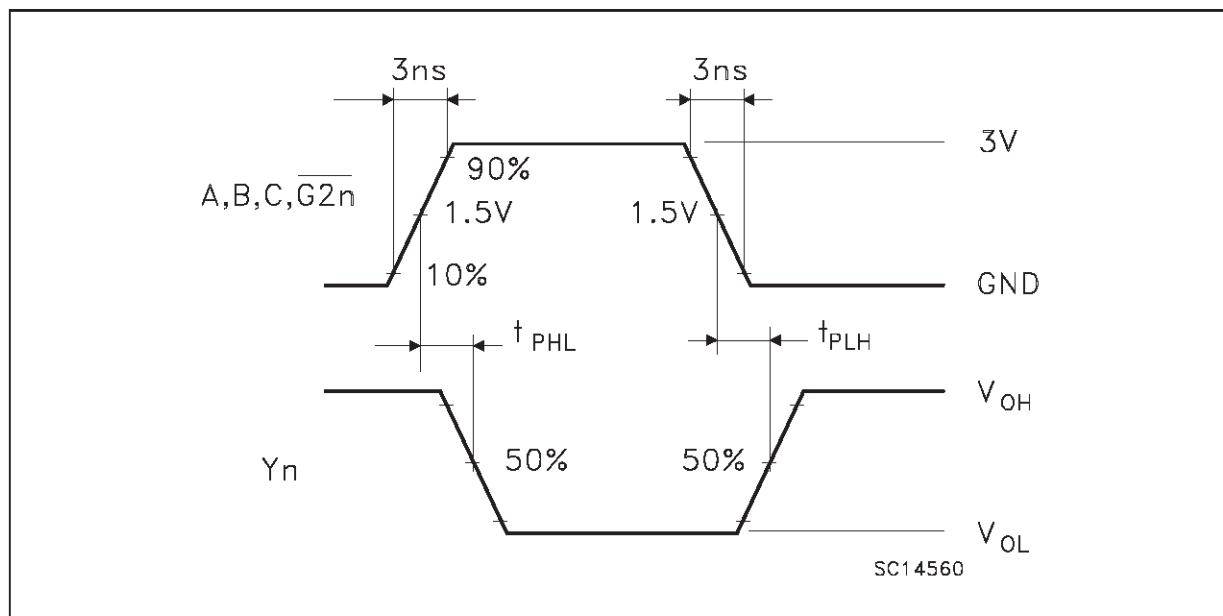 3ns 3ns
3V
90%
A,B,C,G2n
1.5V 1.5V
10%
GND
tPHL tPLH
VOH
50% 50%
Yn
VOL
SC14560